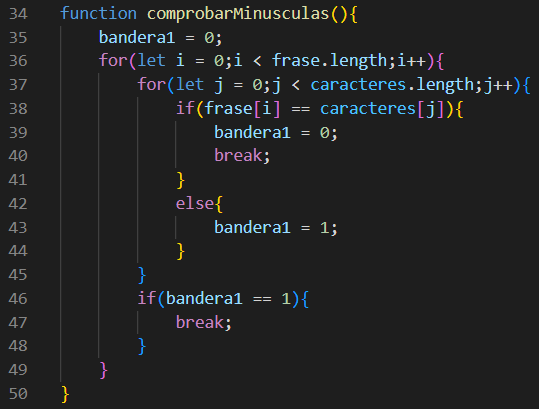 34 function comprobarMinusculas(){
35     bandera1 = 0;
36     for(let i = 0;i < frase.length;i++){
37         for(let j = 0;j < caracteres.length;j++){
38             if(frase[i] == caracteres[j]){
39                 bandera1 = 0;
40                 break;
41             }
42             else{
43                 bandera1 = 1;
44             }
45         }
46         if(bandera1 == 1){
47             break;
48         }
49     }
50 }